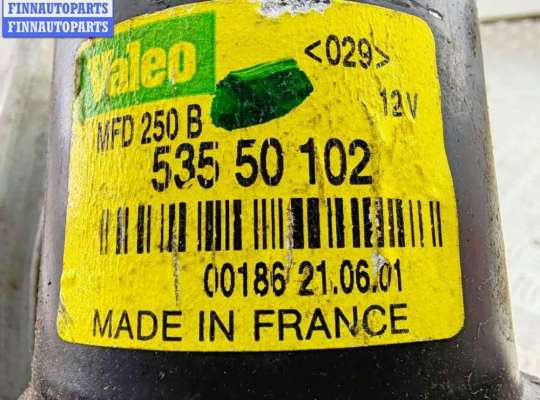 FINNAUTOPARTS
FINNAUTOPARTS
Valeo
<029>
MFD 250 B
12V
535 50 102
00186 21.06.01
MADE IN FRANCE